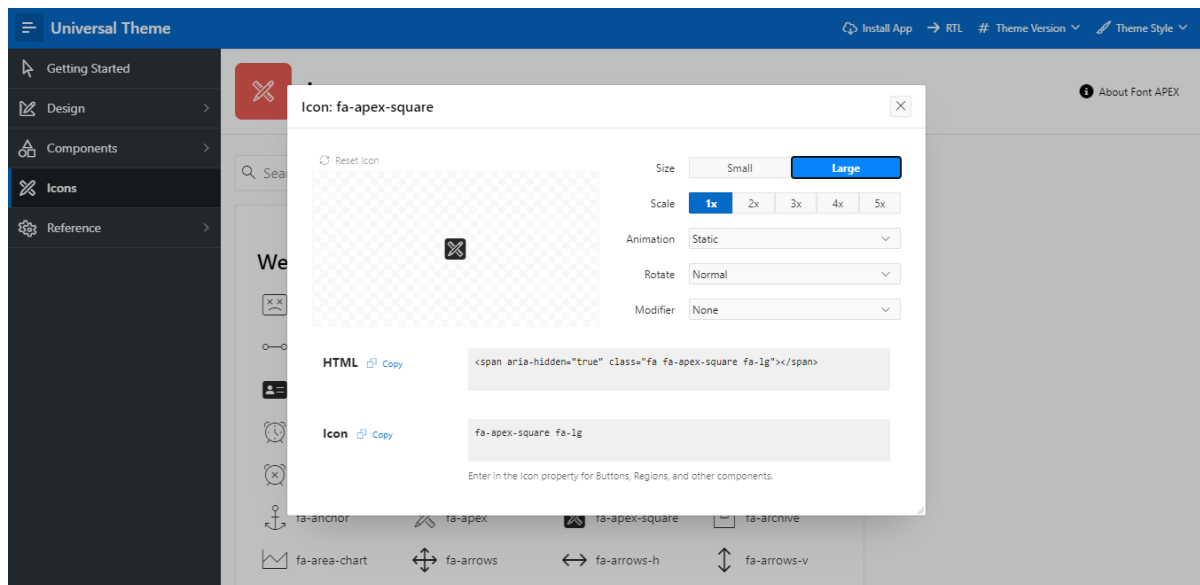 Universal Theme
Install App
RTL
# Theme Version
Theme Style
Getting Started
Design
Components
Icons
Reference
About Font APEX
Icon: fa-apex-square
Reset Icon
Size
Small
Large
Scale
1x
2x
3x
4x
5x
Animation
Static
Rotate
Normal
Modifier
None
HTML
Copy
<span aria-hidden="true" class="fa fa-apex-square fa-lg"></span>
Icon
Copy
fa-apex-square fa-lg
Enter in the Icon property for Buttons, Regions, and other components.
Sea
We
fa-anchor
fa-apex
fa-apex-square
fa-archive
fa-area-chart
fa-arrows
fa-arrows-h
fa-arrows-v